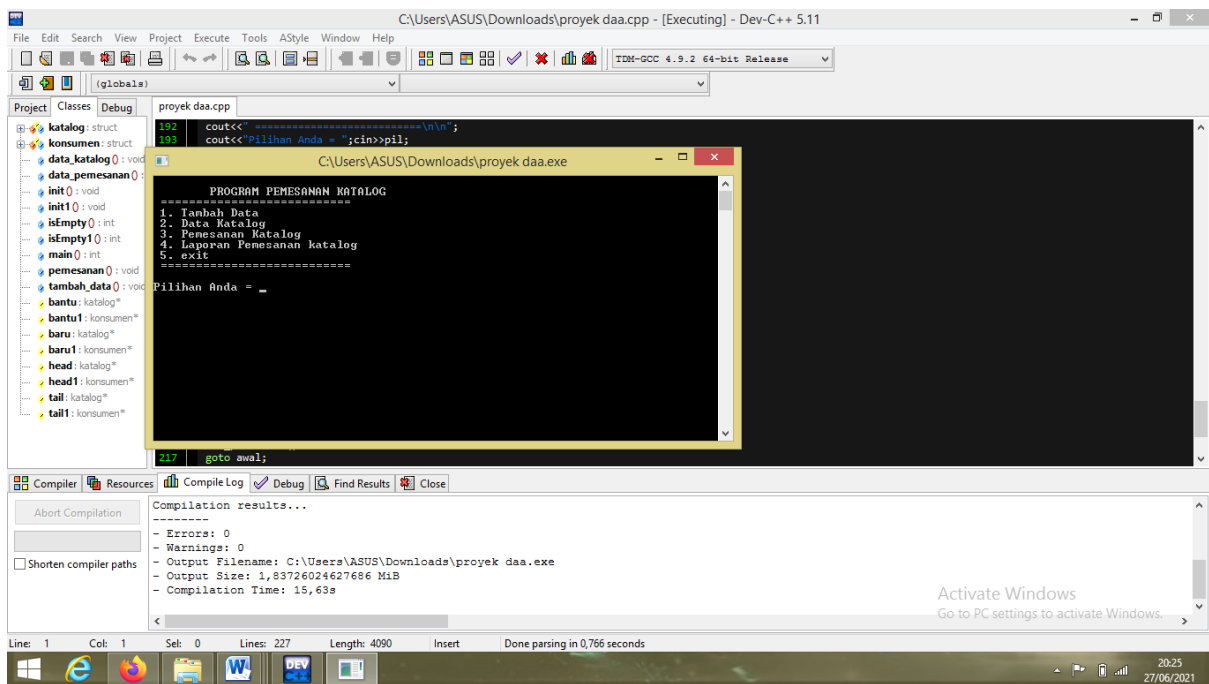 C:\Users\ASUS\Downloads\proyek daa.cpp - [Executing] - Dev-C++ 5.11
File Edit Search View Project Execute Tools AStyle Window Help
TDM-GCC 4.9.2 64-bit Release
(globals)
Project Classes Debug
proyek daa.cpp
katalog : struct
konsumen : struct
data_katalog () : void
data_pemesanan () :
init () : void
init1 () : void
isEmpty () : int
isEmpty1 () : int
main () : int
pemesanan () : void
tambah_data () : void
bantu : katalog*
bantu1 : konsumen*
baru : katalog*
baru1 : konsumen*
head : katalog*
head1 : konsumen*
tail : katalog*
tail1 : konsumen*
192 cout<<" ===========================\n\n";
193 cout<<"Pilihan Anda = ";cin>>pil;
C:\Users\ASUS\Downloads\proyek daa.exe
PROGRAM PEMESANAN KATALOG
===========================
1. Tambah Data
2. Data Katalog
3. Pemesanan Katalog
4. Laporan Pemesanan katalog
5. exit
===========================
Pilihan Anda = _
217 goto awal;
Compiler Resources Compile Log Debug Find Results Close
Abort Compilation
Shorten compiler paths
Compilation results...
--------
- Errors: 0
- Warnings: 0
- Output Filename: C:\Users\ASUS\Downloads\proyek daa.exe
- Output Size: 1,83726024627686 MiB
- Compilation Time: 15,63s
Activate Windows
Go to PC settings to activate Windows.
Line: 1 Col: 1 Sel: 0 Lines: 227 Length: 4090 Insert Done parsing in 0,766 seconds
DEV
20:25
27/06/2021